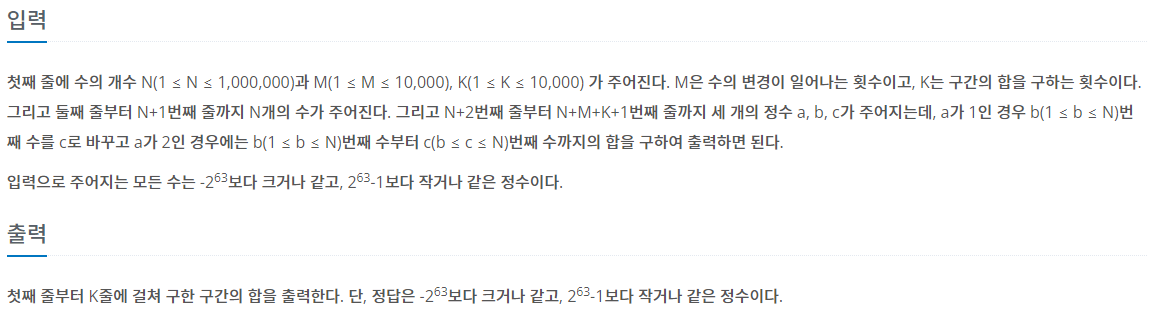 입력
첫째 줄에 수의 개수 N(1 ≤ N ≤ 1,000,000)과 M(1 ≤ M ≤ 10,000), K(1 ≤ K ≤ 10,000) 가 주어진다. M은 수의 변경이 일어나는 횟수이고, K는 구간의 합을 구하는 횟수이다.
그리고 둘째 줄부터 N+1번째 줄까지 N개의 수가 주어진다. 그리고 N+2번째 줄부터 N+M+K+1번째 줄까지 세 개의 정수 a, b, c가 주어지는데, a가 1인 경우 b(1 ≤ b ≤ N)번
째 수를 c로 바꾸고 a가 2인 경우에는 b(1 ≤ b ≤ N)번째 수부터 c(b ≤ c ≤ N)번째 수까지의 합을 구하여 출력하면 된다.
입력으로 주어지는 모든 수는 -2⁶³보다 크거나 같고, 2⁶³-1보다 작거나 같은 정수이다.
출력
첫째 줄부터 K줄에 걸쳐 구한 구간의 합을 출력한다. 단, 정답은 -2⁶³보다 크거나 같고, 2⁶³-1보다 작거나 같은 정수이다.